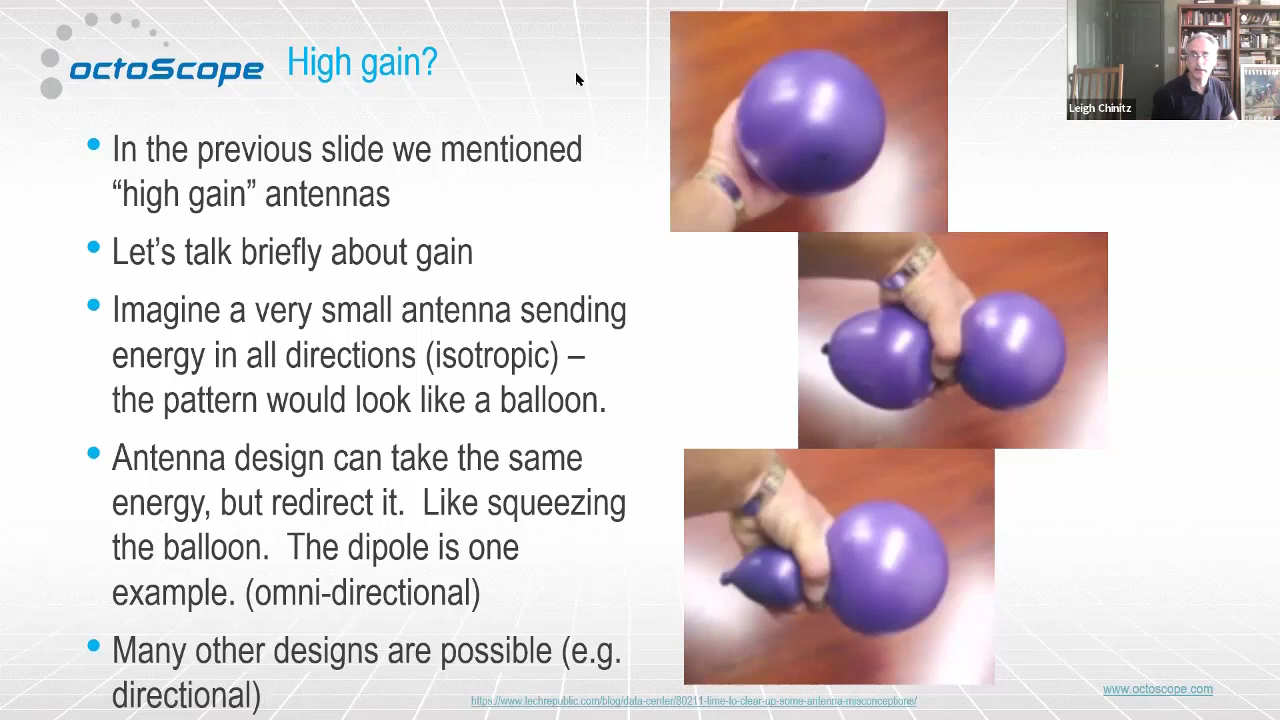 octoScope
High gain?
Leigh Chinitz
• In the previous slide we mentioned
“high gain” antennas
• Let’s talk briefly about gain
• Imagine a very small antenna sending
energy in all directions (isotropic) –
the pattern would look like a balloon.
• Antenna design can take the same
energy, but redirect it.  Like squeezing
the balloon.  The dipole is one
example. (omni-directional)
• Many other designs are possible (e.g.
directional)
https://www.techrepublic.com/blog/data-center/80211-time-to-clear-up-some-antenna-misconceptions/
www.octoscope.com